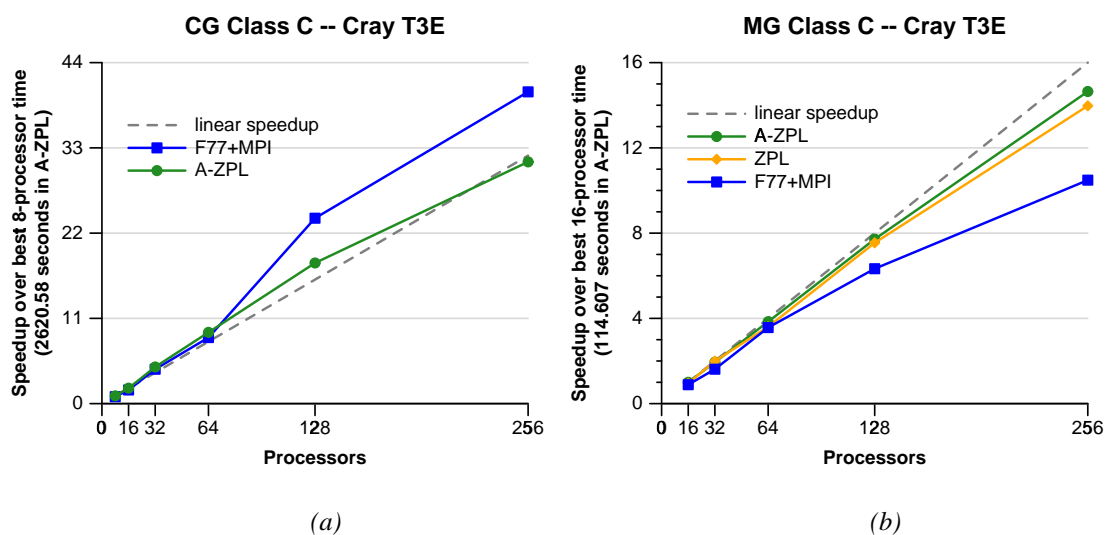 CG Class C -- Cray T3E
Speedup over best 8-processor time
(2620.58 seconds in A-ZPL)
44
33
22
11
0
linear speedup
F77+MPI
A-ZPL
0
16
32
64
128
256
Processors
(a)
MG Class C -- Cray T3E
Speedup over best 16-processor time
(114.607 seconds in A-ZPL)
16
12
8
4
0
linear speedup
A-ZPL
ZPL
F77+MPI
0
16
32
64
128
256
Processors
(b)